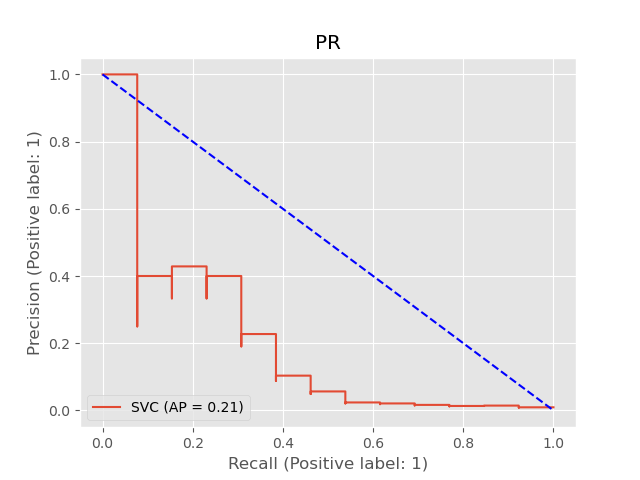 PR
Precision (Positive label: 1)
1.0
0.8
0.6
0.4
0.2
0.0
SVC (AP = 0.21)
0.0 0.2 0.4 0.6 0.8 1.0
Recall (Positive label: 1)